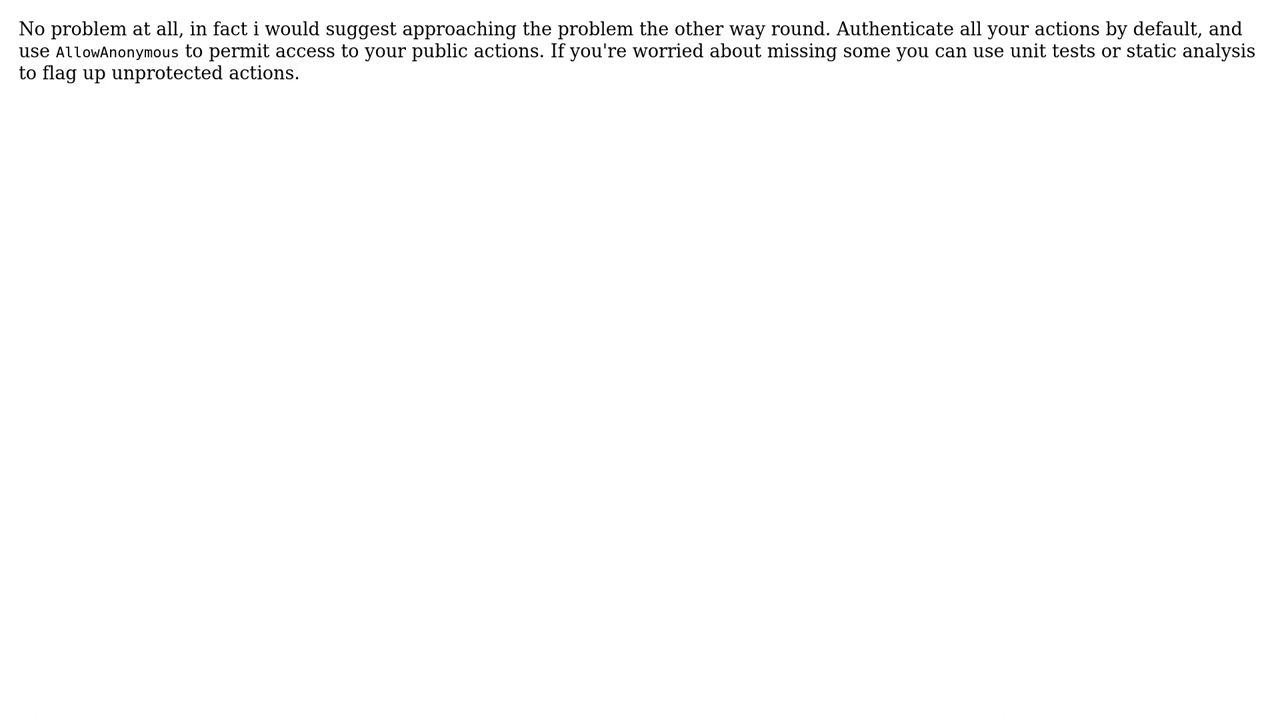 No problem at all, in fact i would suggest approaching the problem the other way round. Authenticate all your actions by default, and
use AllowAnonymous to permit access to your public actions. If you're worried about missing some you can use unit tests or static analysis
to flag up unprotected actions.